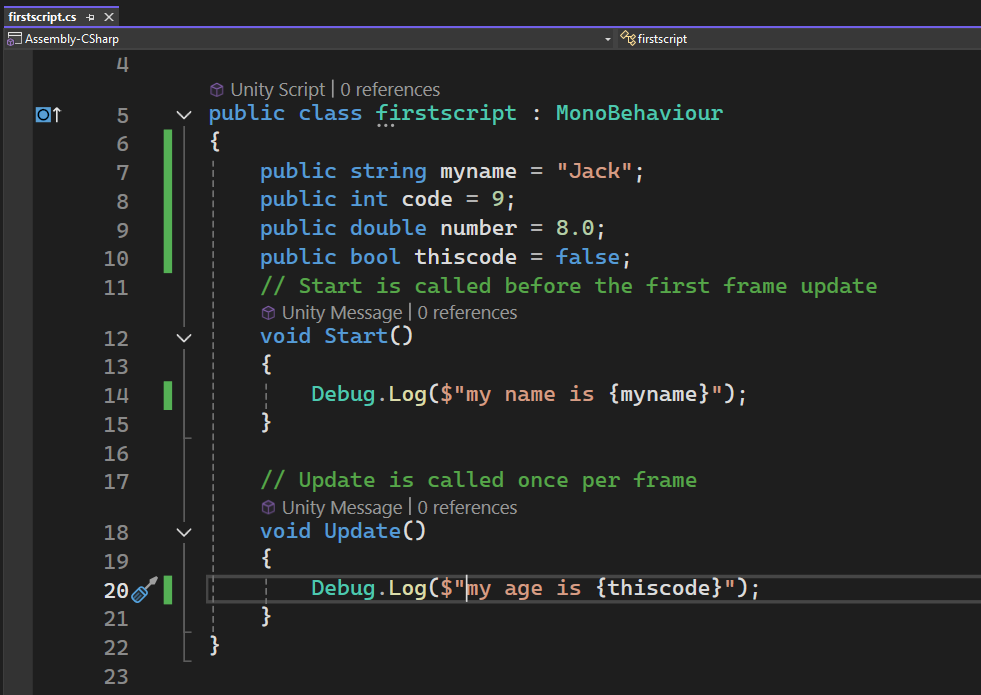 firstscript.cs
Assembly-CSharp firstscript
4
Unity Script | 0 references
5 public class firstscript : MonoBehaviour
6 {
7 public string myname = "Jack";
8 public int code = 9;
9 public double number = 8.0;
10 public bool thiscode = false;
11 // Start is called before the first frame update
Unity Message | 0 references
12 void Start()
13 {
14 Debug.Log($"my name is {myname}");
15 }
16
17 // Update is called once per frame
Unity Message | 0 references
18 void Update()
19 {
20 Debug.Log($"my age is {thiscode}");
21 }
22 }
23